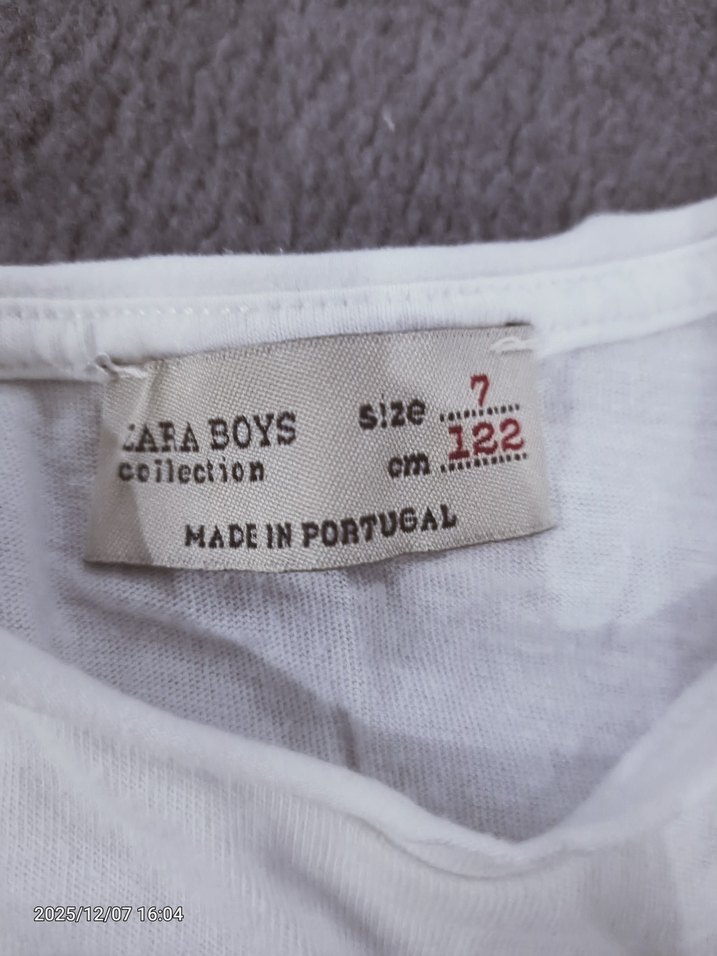 ZARA BOYS
collection
size 7
cm 122
MADE IN PORTUGAL
2025/12/07 16:04